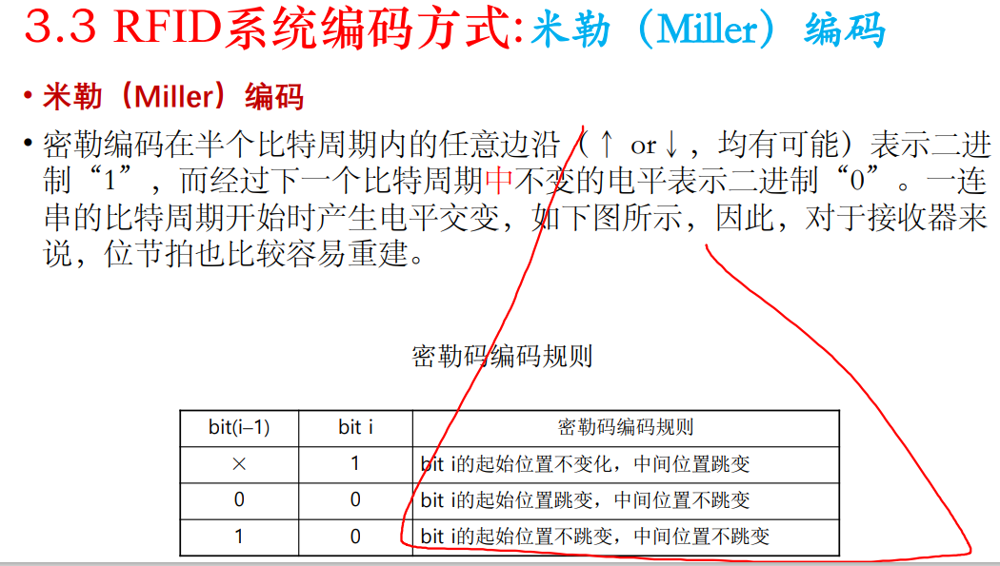 3.3 RFID系统编码方式:米勒（Miller）编码
• 米勒（Miller）编码
• 密勒编码在半个比特周期内的任意边沿（↑ or↓，均有可能）表示二进
制“1”，而经过下一个比特周期中不变的电平表示二进制“0”。一连
串的比特周期开始时产生电平交变，如下图所示，因此，对于接收器来
说，位节拍也比较容易重建。
密勒码编码规则
bit(i–1) bit i 密勒码编码规则
× 1 bit i的起始位置不变化，中间位置跳变
0 0 bit i的起始位置跳变，中间位置不跳变
1 0 bit i的起始位置不跳变，中间位置不跳变